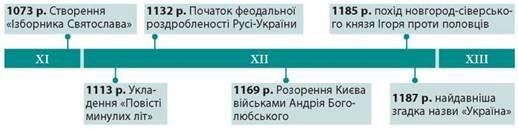 1073 р. Створення
«Ізборника Святослава»
1132 р. Початок феодальної
роздробленості Русі-України
1185 р. похід новгород-сіверсько-
го князя Ігоря проти половців
XI
XII
XIII
1113 р. Укла-
дення «Повісті
минулих літ»
1169 р. Розорення Києва
військами Андрія Бого-
любського
1187 р. найдавніша
згадка назви «Україна»